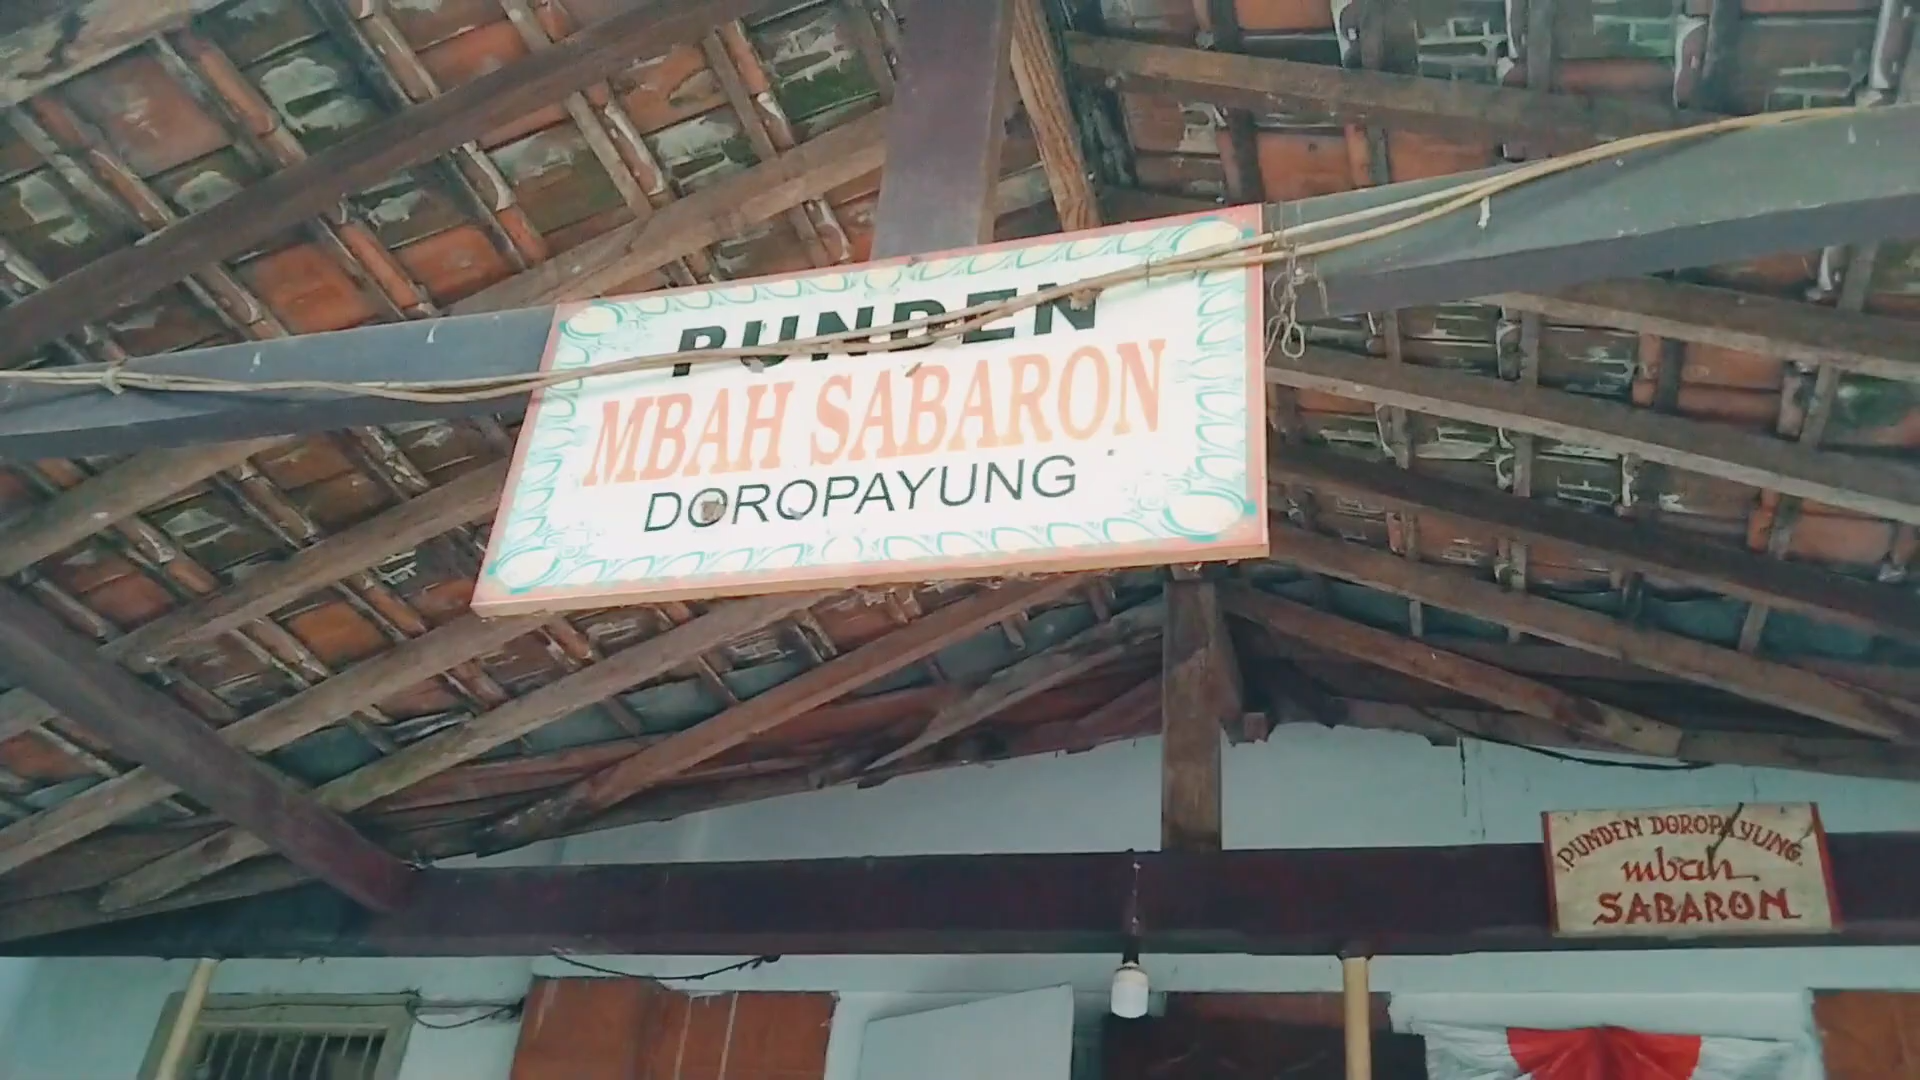 PUNDEN
MBAH SABARON
DOROPAYUNG
PUNDEN DOROPAYUNG
mbah
SABARON